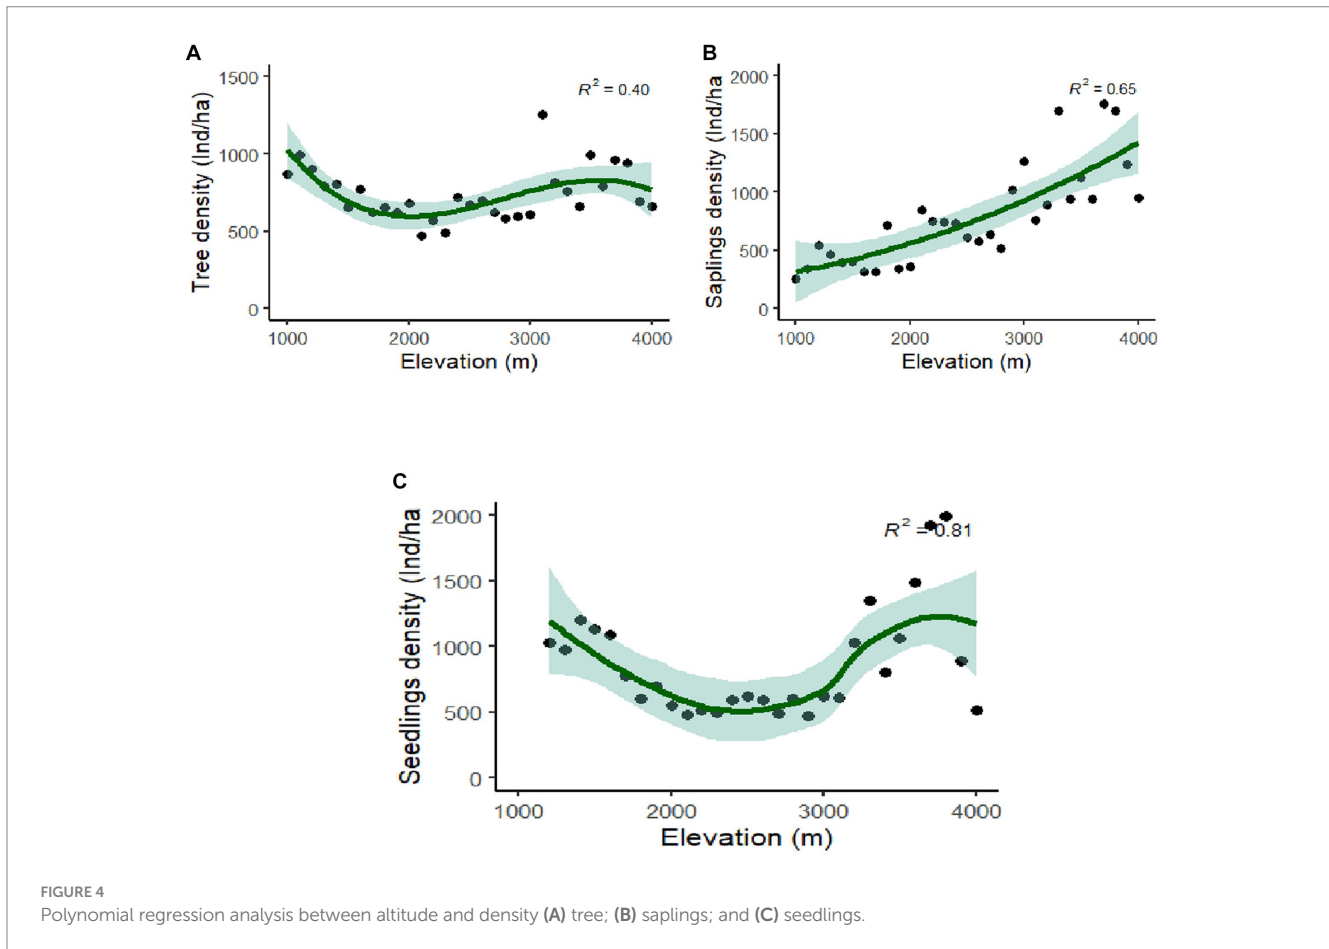 A
Tree density (Ind/ha)
1500
1000
500
0
R² = 0.40
1000 2000 3000 4000
Elevation (m)
B
Saplings density (Ind/ha)
2000
1500
1000
500
0
R² = 0.65
1000 2000 3000 4000
Elevation (m)
C
Seedlings density (Ind/ha)
2000
1500
1000
500
0
R² = 0.81
1000 2000 3000 4000
Elevation (m)
FIGURE 4
Polynomial regression analysis between altitude and density (A) tree; (B) saplings; and (C) seedlings.